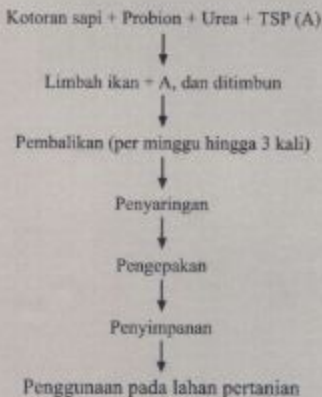 Kotoran sapi + Probion + Urea + TSP (A)
Limbah ikan + A, dan ditimbun
Pembalikan (per minggu hingga 3 kali)
Penyaringan
Pengepakan
Penyimpanan
Penggunaan pada lahan pertanian